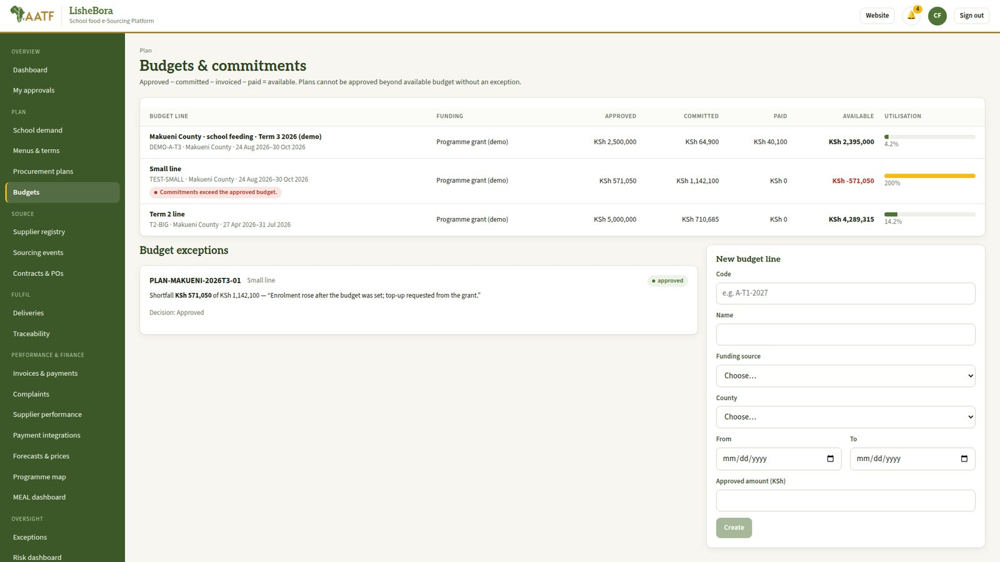 AATF
LisheBora
School food e-Sourcing Platform
Website
4
CF
Sign out
OVERVIEW
Dashboard
My approvals
PLAN
School demand
Menus & terms
Procurement plans
Budgets
SOURCE
Supplier registry
Sourcing events
Contracts & POs
FULFIL
Deliveries
Traceability
PERFORMANCE & FINANCE
Invoices & payments
Complaints
Supplier performance
Payment integrations
Forecasts & prices
Programme map
MEAL dashboard
OVERSIGHT
Exceptions
Risk dashboard
Plan
Budgets & commitments
Approved − committed − invoiced − paid = available. Plans cannot be approved beyond available budget without an exception.
BUDGET LINE FUNDING APPROVED COMMITTED PAID AVAILABLE UTILISATION
Makueni County · school feeding · Term 3 2026 (demo)
DEMO-A-T3 · Makueni County · 24 Aug 2026–30 Oct 2026
Programme grant (demo) KSh 2,500,000 KSh 64,900 KSh 40,100 KSh 2,395,000 4.2%
Small line
TEST-SMALL · Makueni County · 24 Aug 2026–30 Oct 2026
Commitments exceed the approved budget.
Programme grant (demo) KSh 571,050 KSh 1,142,100 KSh 0 KSh -571,050 200%
Term 2 line
T2-BIG · Makueni County · 27 Apr 2026–31 Jul 2026
Programme grant (demo) KSh 5,000,000 KSh 710,685 KSh 0 KSh 4,289,315 14.2%
Budget exceptions
PLAN-MAKUENI-2026T3-01 Small line approved
Shortfall KSh 571,050 of KSh 1,142,100 — “Enrolment rose after the budget was set; top-up requested from the grant.”
Decision: Approved
New budget line
Code
e.g. A-T1-2027
Name
Funding source
Choose…
County
Choose…
From To
mm/dd/yyyy mm/dd/yyyy
Approved amount (KSh)
Create